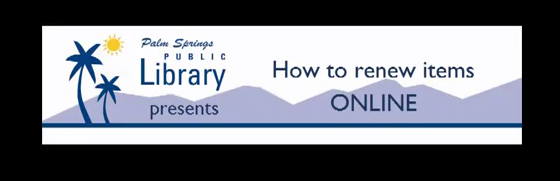 Palm Springs
PUBLIC
Library
presents
How to renew items
ONLINE